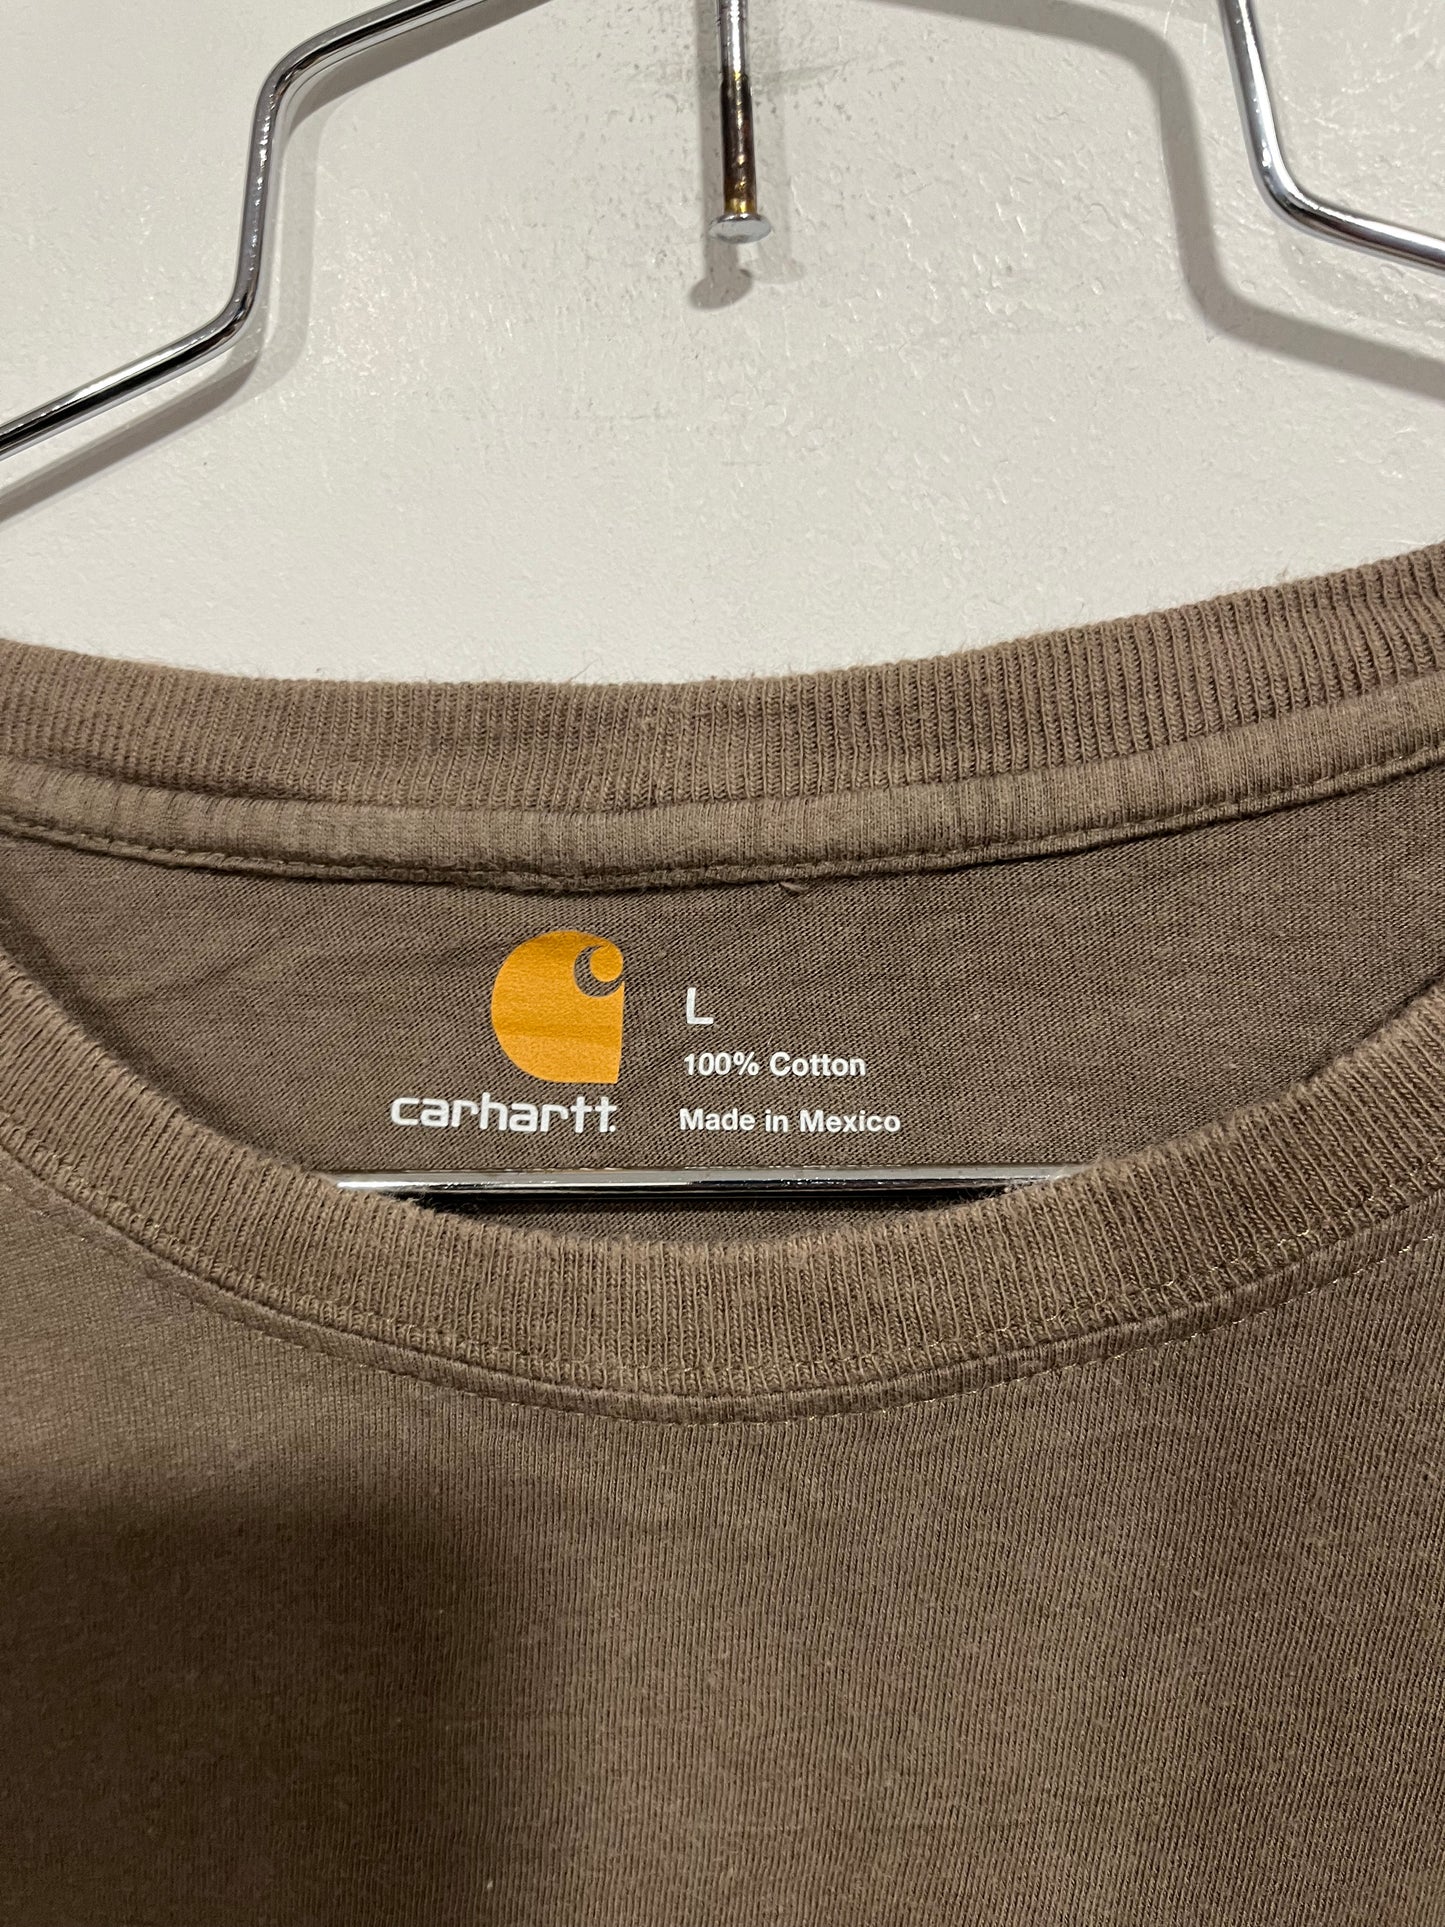 L
100% Cotton
carhartt.
Made in Mexico